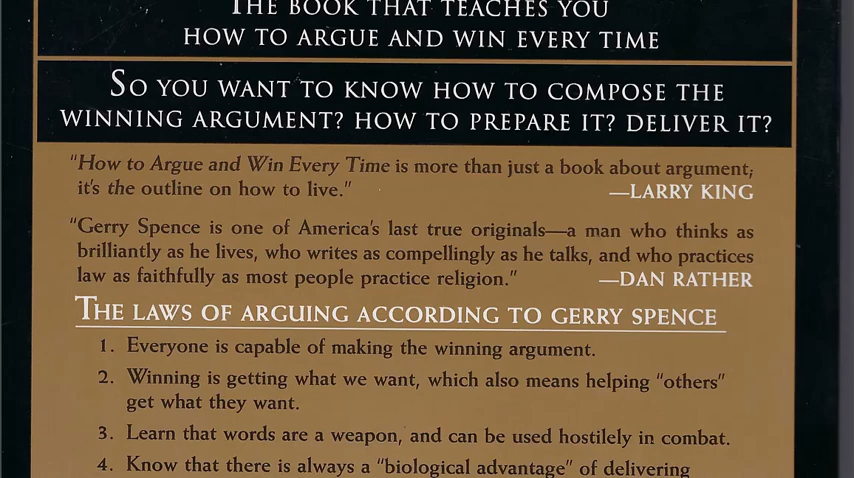 THE BOOK THAT TEACHES YOU
HOW TO ARGUE AND WIN EVERY TIME
SO YOU WANT TO KNOW HOW TO COMPOSE THE
WINNING ARGUMENT? HOW TO PREPARE IT? DELIVER IT?
"How to Argue and Win Every Time is more than just a book about argument;
it's the outline on how to live." —LARRY KING
"Gerry Spence is one of America's last true originals—a man who thinks as
brilliantly as he lives, who writes as compellingly as he talks, and who practices
law as faithfully as most people practice religion." —DAN RATHER
THE LAWS OF ARGUING ACCORDING TO GERRY SPENCE
1. Everyone is capable of making the winning argument.
2. Winning is getting what we want, which also means helping "others"
get what they want.
3. Learn that words are a weapon, and can be used hostilely in combat.
4. Know that there is always a "biological advantage" of delivering